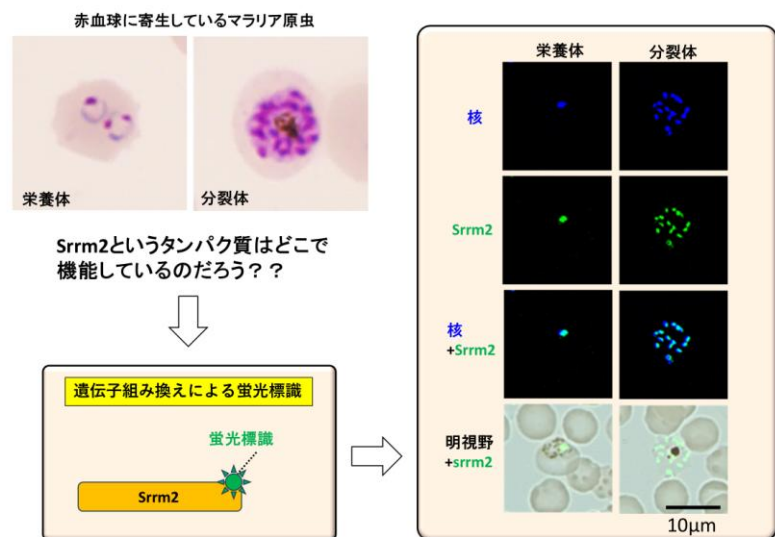 赤血球に寄生しているマラリア原虫
栄養体
分裂体
Srrm2というタンパク質はどこで
機能しているのだろう？？
遺伝子組み換えによる蛍光標識
蛍光標識
Srrm2
栄養体
分裂体
核
Srrm2
核
+Srrm2
明視野
+srrm2
10μm